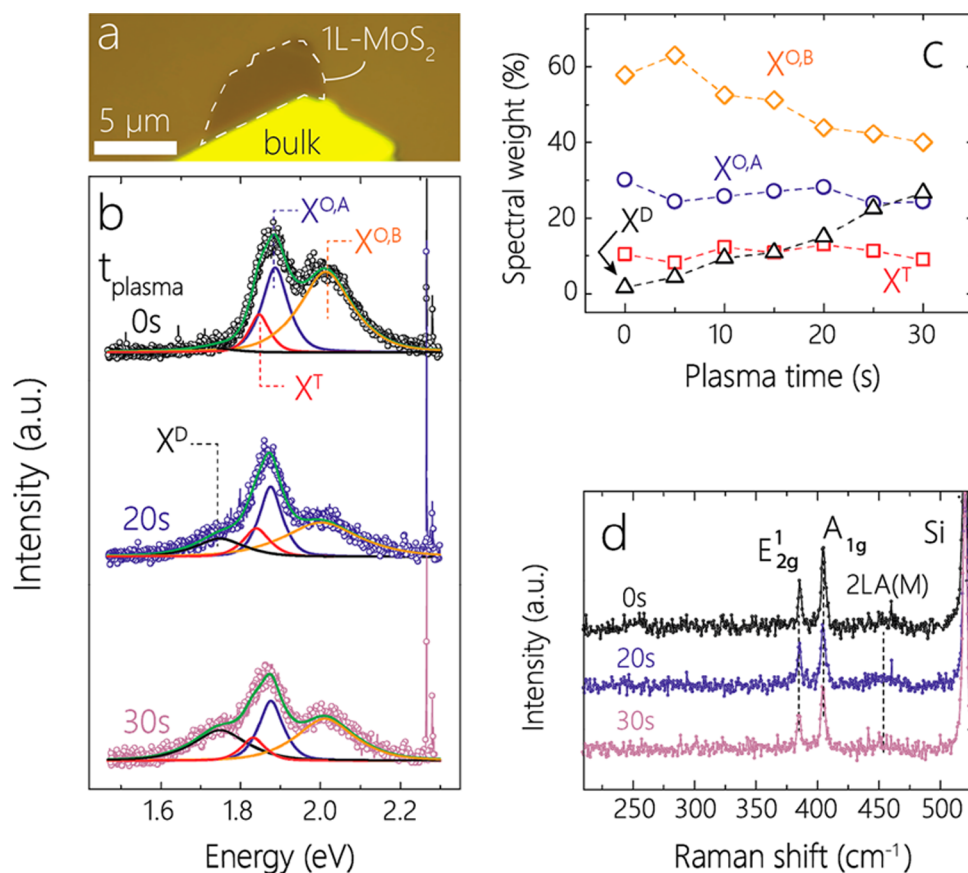 a
1L-MoS₂
5 μm
bulk
b
X^O,A
X^O,B
t_plasma
0s
X^T
X^D
20s
30s
Intensity (a.u.)
1.6 1.8 2.0 2.2
Energy (eV)
c
X^O,B
X^O,A
X^D
X^T
Spectral weight (%)
60
40
20
0
0 10 20 30
Plasma time (s)
d
E¹₂g
A₁g
Si
2LA(M)
0s
20s
30s
Intensity (a.u.)
250 300 350 400 450 500
Raman shift (cm⁻¹)